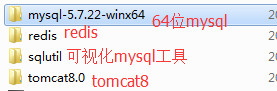 mysql-5.7.22-winx64 64位mysql
redis redis
sqlutil 可视化mysql工具
tomcat8.0 tomcat8